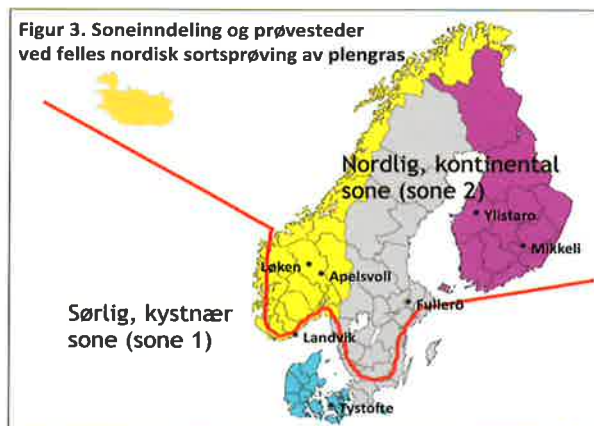 Figur 3. Soneinndeling og prøvesteder
ved felles nordisk sortsprøving av plengras
Nordlig, kontinental
sone (sone 2)
Ylistaro
Mikkeli
Løken
Apelsvoll
Fullerö
Sørlig, kystnær
sone (sone 1)
Landvik
Tystofte